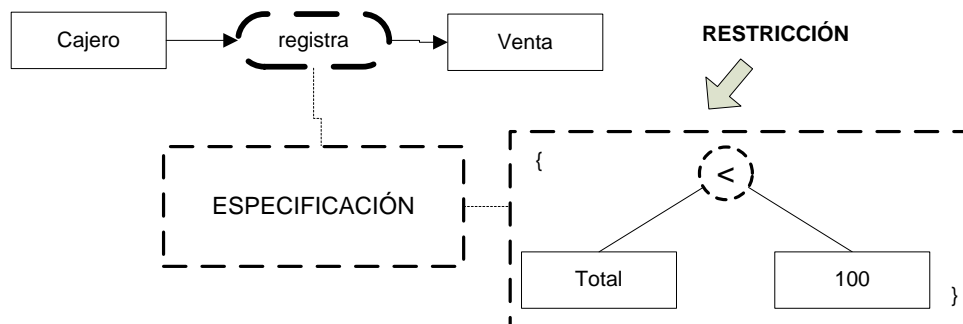 Cajero
registra
Venta
RESTRICCIÓN
{
<
ESPECIFICACIÓN
Total
100
}